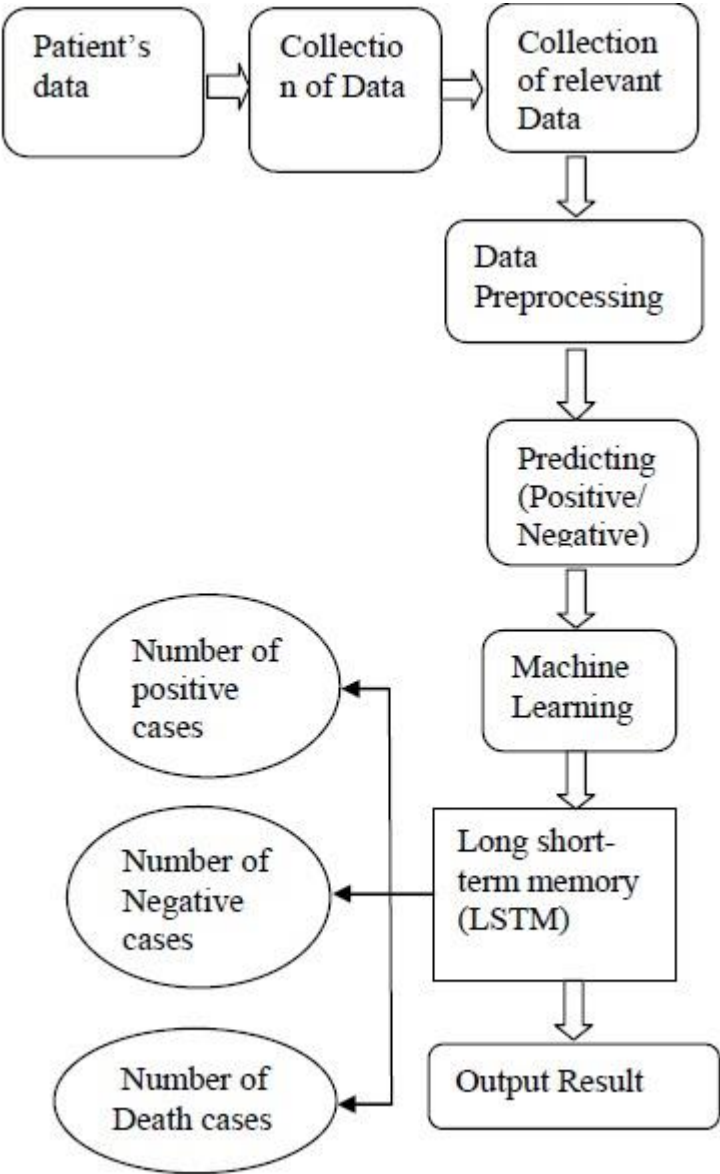 Patient’s
data
Collectio
n of Data
Collection
of relevant
Data
Data
Preprocessing
Predicting
(Positive/
Negative)
Machine
Learning
Long short-
term memory
(LSTM)
Output Result
Number of
positive
cases
Number of
Negative
cases
Number of
Death cases